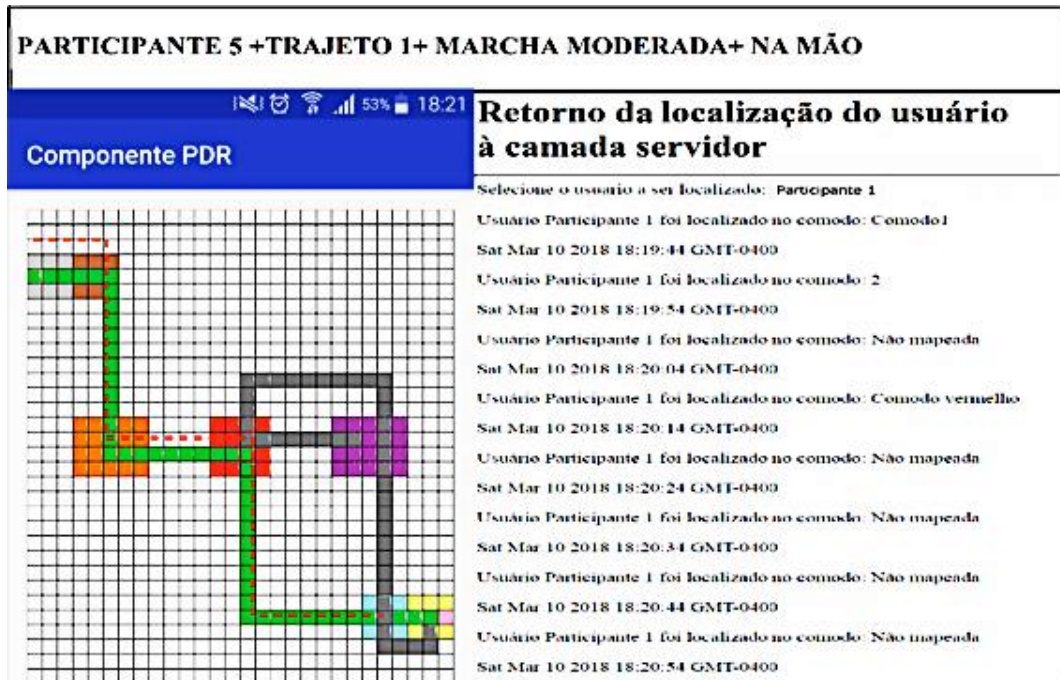 PARTICIPANTE 5 +TRAJETO 1+ MARCHA MODERADA+ NA MÃO
53% 18:21
Componente PDR
Retorno da localização do usuário
à camada servidor
Selecione o usuario a ser localizado: Participante 1
Usuário Participante 1 foi localizado no comodo: Comodo1
Sat Mar 10 2018 18:19:44 GMT-0400
Usuário Participante 1 foi localizado no comodo: 2
Sat Mar 10 2018 18:19:54 GMT-0400
Usuário Participante 1 foi localizado no comodo: Não mapeada
Sat Mar 10 2018 18:20:04 GMT-0400
Usuário Participante 1 foi localizado no comodo: Comodo vermelho
Sat Mar 10 2018 18:20:14 GMT-0400
Usuário Participante 1 foi localizado no comodo: Não mapeada
Sat Mar 10 2018 18:20:24 GMT-0400
Usuário Participante 1 foi localizado no comodo: Não mapeada
Sat Mar 10 2018 18:20:34 GMT-0400
Usuário Participante 1 foi localizado no comodo: Não mapeada
Sat Mar 10 2018 18:20:44 GMT-0400
Usuário Participante 1 foi localizado no comodo: Não mapeada
Sat Mar 10 2018 18:20:54 GMT-0400